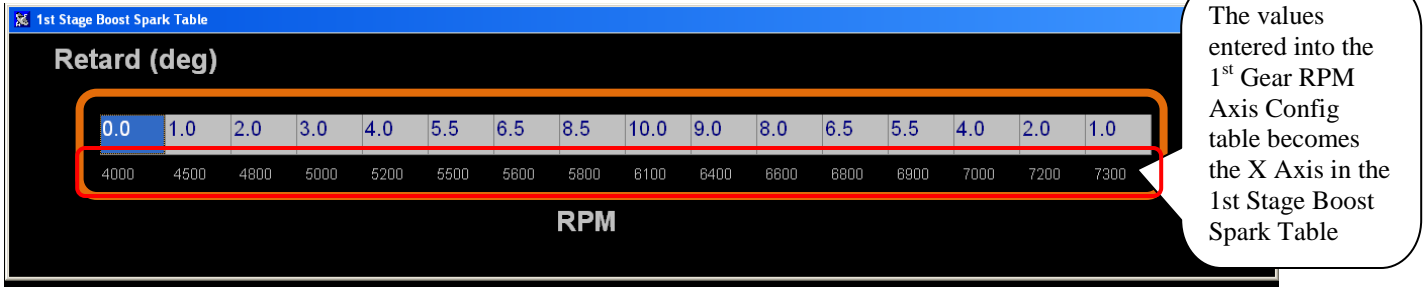 1st Stage Boost Spark Table
Retard (deg)
0.0 1.0 2.0 3.0 4.0 5.5 6.5 8.5 10.0 9.0 8.0 6.5 5.5 4.0 2.0 1.0
4000 4500 4800 5000 5200 5500 5600 5800 6100 6400 6600 6800 6900 7000 7200 7300
RPM
The values
entered into the
1st Gear RPM
Axis Config
table becomes
the X Axis in the
1st Stage Boost
Spark Table